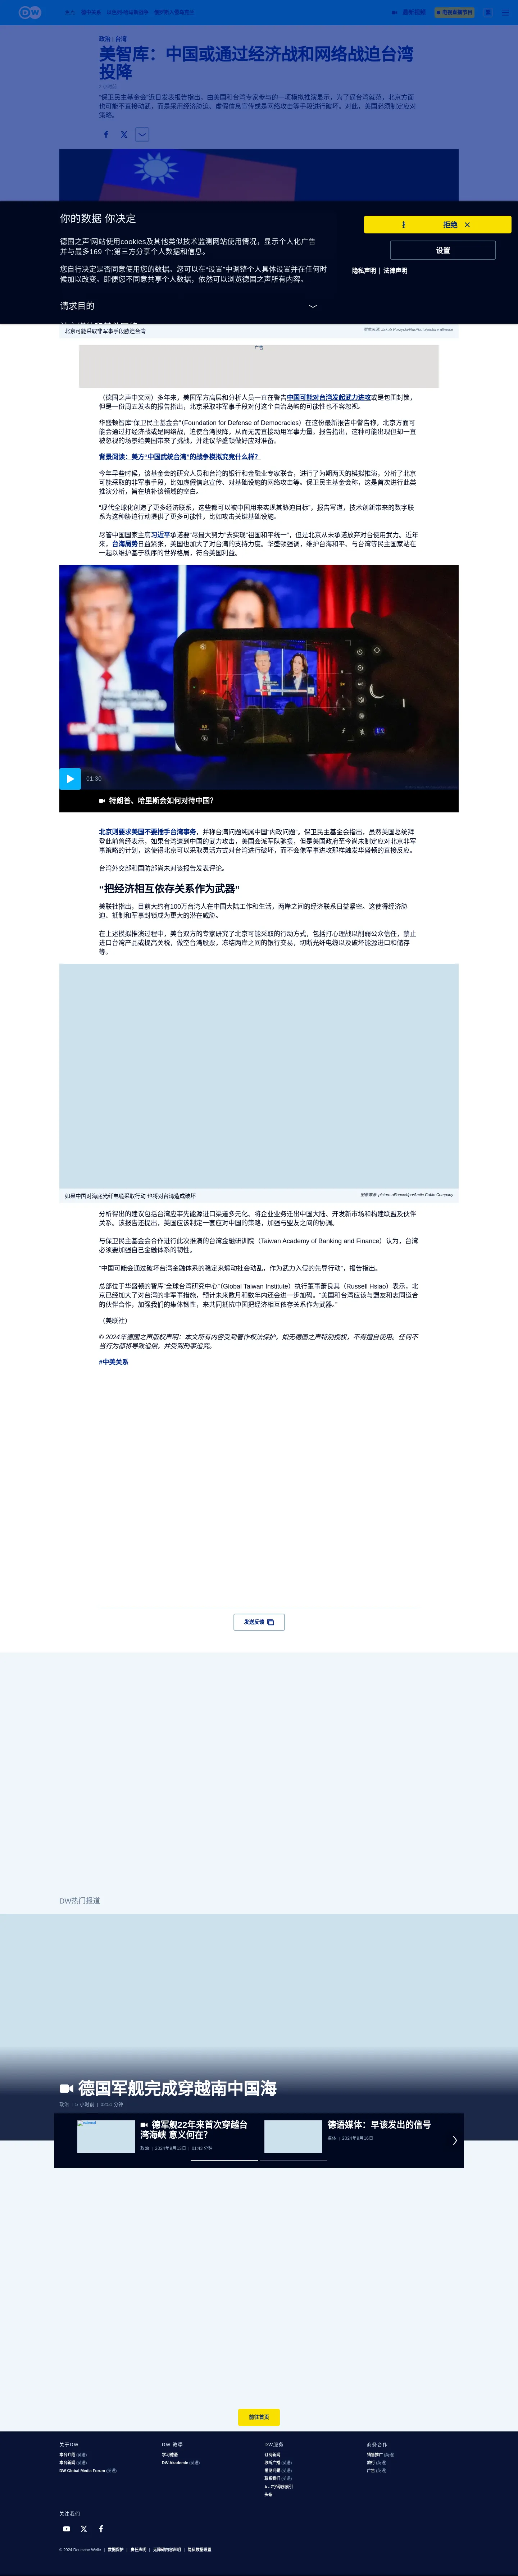 政治 | 台湾
美智库：中国或通过经济战和网络战迫台湾
投降
“保卫民主基金会”近日发表报告指出，由美国和台湾专家参与的一项模拟推演显示，为了逼台湾就范，北京方面
也可能不直接动武，而是采用经济胁迫、虚假信息宣传或是网络攻击等手段进行破坏。对此，美国必须制定应对
策略。
你的数据 你决定
德国之声 网站使用cookies及其他类似技术监测网站使用情况，显示个人化广告
并与最多169 个;第三方分享个人数据和信息。
您自行决定是否同意使用您的数据。您可以在“设置”中调整个人具体设置并在任何时
候加以改变。即便您不同意共享个人数据，依然可以浏览德国之声所有内容。
请求目的
拒绝
设置
隐私声明 | 法律声明
北京可能采取非军事手段胁迫台湾
广告
（德国之声中文网）多年来，美国军方高层和分析人员一直在警告中国可能对台湾发起武力进攻或是包围封锁，
但是一份周五发表的报告指出，北京采取非军事手段对付这个自治岛屿的可能性也不容忽视。
华盛顿智库“保卫民主基金会”（Foundation for Defense of Democracies）在这份最新报告中警告称，北京方面可
能会通过经济战或是网络战，迫使台湾投降，从而无需直接动用军事力量。报告指出，这种可能出现但却一直
被忽视的场景给美国带来了挑战，并建议华盛顿做好应对准备。
背景阅读：美方“中国武统台湾”的战争模拟究竟什么样？
今年早些时候，该基金会的研究人员和台湾的银行和金融业专家联合，进行了为期两天的模拟推演，分析了北京
可能采取的非军事手段，比如虚假信息宣传、对基础设施的网络攻击等。保卫民主基金会称，这是首次进行此类
推演分析，旨在填补该领域的空白。
“现代全球化创造了更多经济联系，这些都可以被中国用来实现其胁迫目标”，报告写道，技术创新带来的数字联
系为这种胁迫行动提供了更多可能性，比如攻击关键基础设施。
尽管中国国家主席习近平承诺要“尽最大努力”去实现“祖国和平统一”，但是北京从未承诺放弃对台使用武力。近年
来，台海局势日益紧张，美国也加大了对台湾的支持力度。华盛顿强调，维护台海和平、与台湾等民主国家站在
一起以维护基于秩序的世界格局，符合美国利益。
01:30
特朗普、哈里斯会如何对待中国？
北京则要求美国不要插手台湾事务，并称台湾问题纯属中国“内政问题”。保卫民主基金会指出，虽然美国总统拜
登此前曾经表示，如果台湾遭到中国的武力攻击，美国会派军队驰援，但是美国政府至今尚未制定应对北京非军
事策略的计划，这使得北京可以采取更加灵活的方式对台湾进行破坏，而不会像军事进攻那样触发华盛顿的直接反应。
台湾外交部和国防部尚未对该报告发表评论。
“把经济相互依存关系作为武器”
美联社指出，目前大约有100万台湾人在中国大陆工作和生活，两岸之间的经济联系日益紧密。这使得经济胁
迫、抵制和军事封锁成为更大的潜在威胁。
在上述模拟推演过程中，美台双方的专家研究了北京可能采取的行动方式，包括打心理战以削弱公众信任，禁止
进口台湾产品或提高关税，做空台湾股票，冻结两岸之间的银行交易，切断光纤电缆以及破坏能源进口和储存
等。
如果中国对海底光纤电缆采取行动 也将对台湾造成破坏
图像来源: picture-alliance/dpa/Arctic Cable Company
分析得出的建议包括台湾应事先能源进口渠道多元化、将企业业务迁出中国大陆、开发新市场和构建联盟及伙伴
关系。该报告还提出，美国应该制定一套应对中国的策略，加强与盟友之间的协调。
与保卫民主基金会合作进行此次推演的台湾金融研训院（Taiwan Academy of Banking and Finance）认为，台湾
必须要加强自己金融体系的韧性。
“中国可能会通过破坏台湾金融体系的稳定来煽动社会动乱，作为武力入侵的先导行动”，报告指出。
总部位于华盛顿的智库“全球台湾研究中心”（Global Taiwan Institute）执行董事萧良其（Russell Hsiao）表示，北
京已经加大了对台湾的非军事措施，预计未来数月和数年内还会进一步加码。“美国和台湾应该与盟友和志同道合
的伙伴合作，加强我们的集体韧性，来共同抵抗中国把经济相互依存关系作为武器。”
（美联社）
© 2024年德国之声版权声明：本文所有内容受到著作权法保护，如无德国之声特别授权，不得擅自使用。任何不
当行为都将导致追偿，并受到刑事追究。
#中美关系
发送反馈
DW热门报道
德国军舰完成穿越南中国海
政治 | 5 小时前 | 02:51 分钟
德军舰22年来首次穿越台
湾海峡 意义何在？
政治 | 2024年9月13日 | 01:43 分钟
德语媒体：早该发出的信号
媒体 | 2024年9月16日
前往首页
关于DW
本台介绍 (英语)
本台新闻 (英语)
DW Global Media Forum (英语)
DW 教學
学习德语
DW Akademie (英语)
DW服务
订阅新闻
收听广播 (英语)
常见问题 (英语)
联系我们 (英语)
A - Z字母序索引
头条
商务合作
销售推广 (英语)
旅行 (英语)
广告 (英语)
关注我们
© 2024 Deutsche Welle | 数据保护 | 责任声明 | 无障碍内容声明 | 隐私数据设置